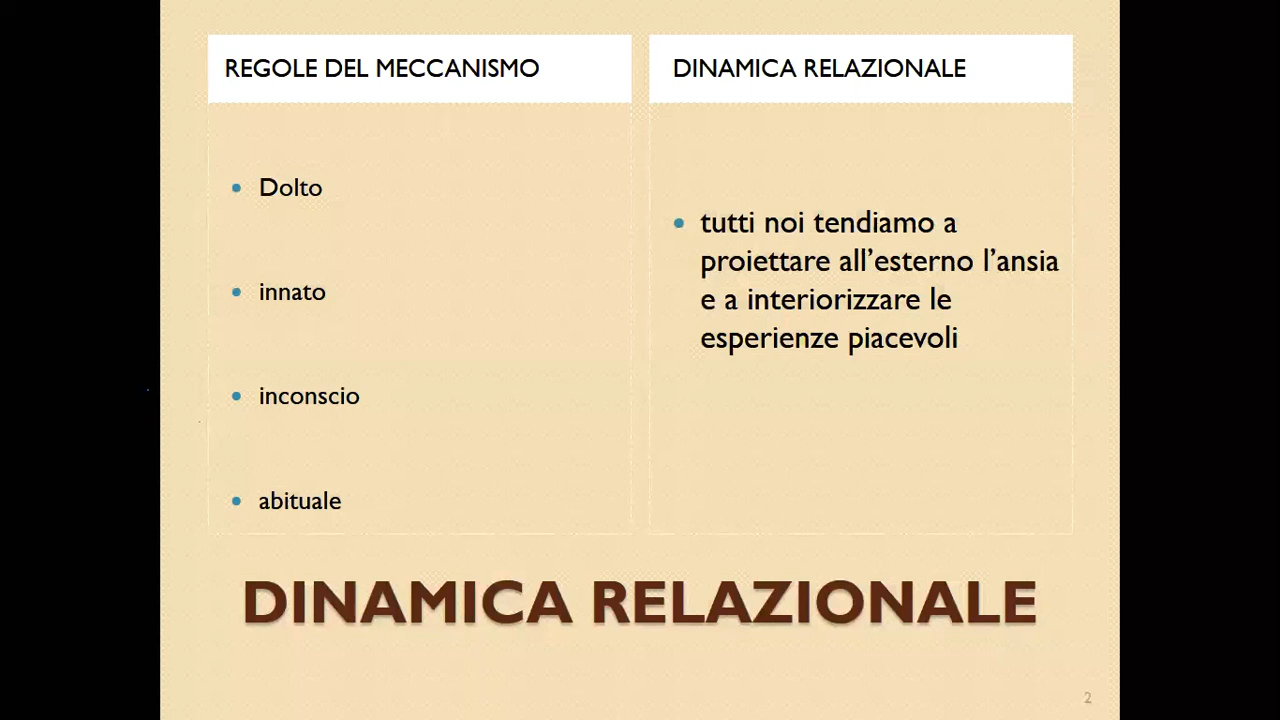 REGOLE DEL MECCANISMO
• Dolto
• innato
• inconscio
• abituale
DINAMICA RELAZIONALE
• tutti noi tendiamo a
proiettare all’esterno l’ansia
e a interiorizzare le
esperienze piacevoli
DINAMICA RELAZIONALE
2